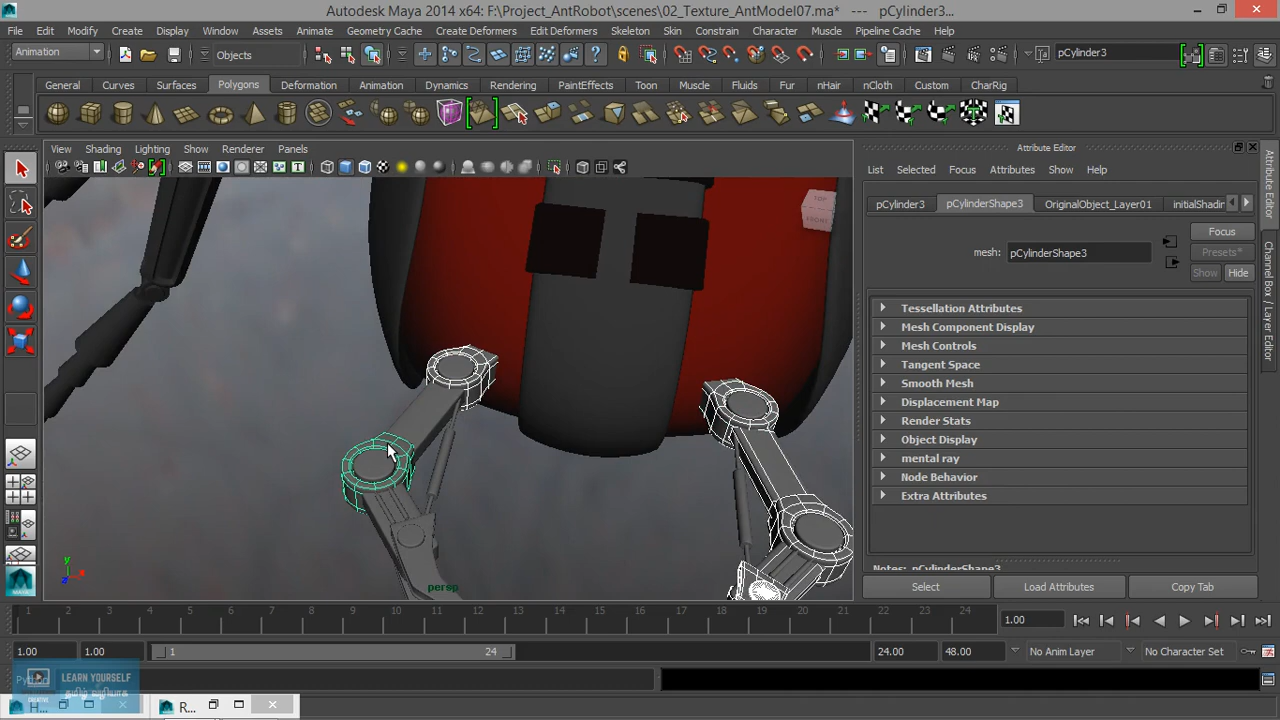 Autodesk Maya 2014 x64: F:\Project_AntRobot\scenes\02_Texture_AntModel07.ma* --- pCylinder3...
File Edit Modify Create Display Window Assets Animate Geometry Cache Create Deformers Edit Deformers Skeleton Skin Constrain Character Muscle Pipeline Cache Help
Animation Objects pCylinder3
General Curves Surfaces Polygons Deformation Animation Dynamics Rendering PaintEffects Toon Muscle Fluids Fur nHair nCloth Custom CharRig
View Shading Lighting Show Renderer Panels
Attribute Editor
List Selected Focus Attributes Show Help
pCylinder3 pCylinderShape3 OriginalObject_Layer01 initialShadin
Focus
mesh: pCylinderShape3
Presets*
Show Hide
Tessellation Attributes
Mesh Component Display
Mesh Controls
Tangent Space
Smooth Mesh
Displacement Map
Render Stats
Object Display
mental ray
Node Behavior
Extra Attributes
Notes: pCylinderShape3
Select Load Attributes Copy Tab
Attribute Editor
Channel Box / Layer Editor
TOP
FRONT
y
z
x
persp
1 2 3 4 5 6 7 8 9 10 11 12 13 14 15 16 17 18 19 20 21 22 23 24
1.00
1.00 1.00 1 24 24.00 48.00 No Anim Layer No Character Set
LEARN YOURSELF
தமிழ் வழியாக
CREATIVE
H... R...